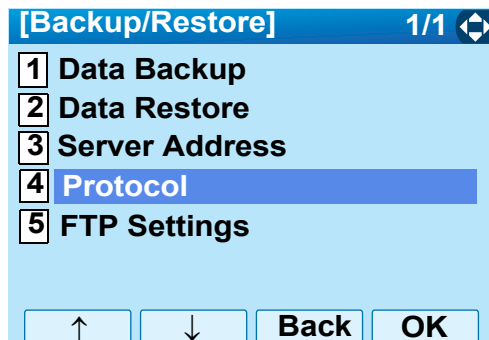 [Backup/Restore] 1/1
1 Data Backup
2 Data Restore
3 Server Address
4 Protocol
5 FTP Settings
↑ ↓ Back OK